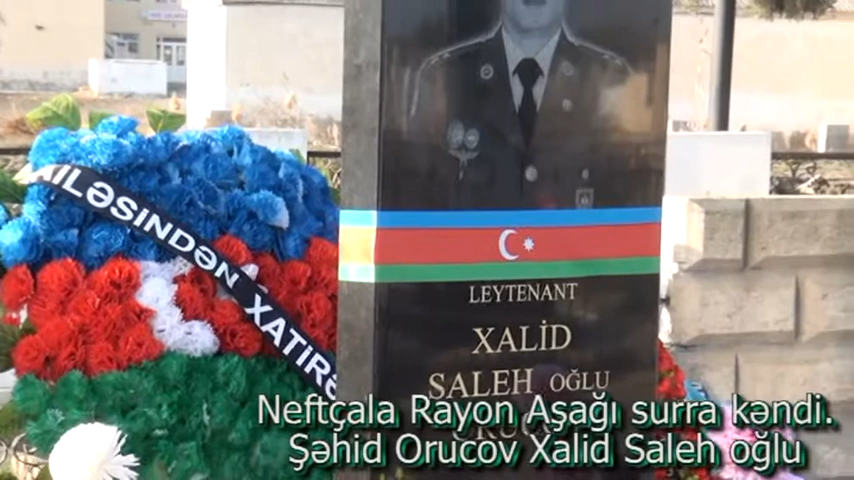 AİLƏSİNDƏN XATİRƏ
LEYTENANT
XALİD
SALEH OĞLU
Neftçala Rayon Aşağı surra kəndi.
Şəhid Orucov Xalid Saleh oğlu